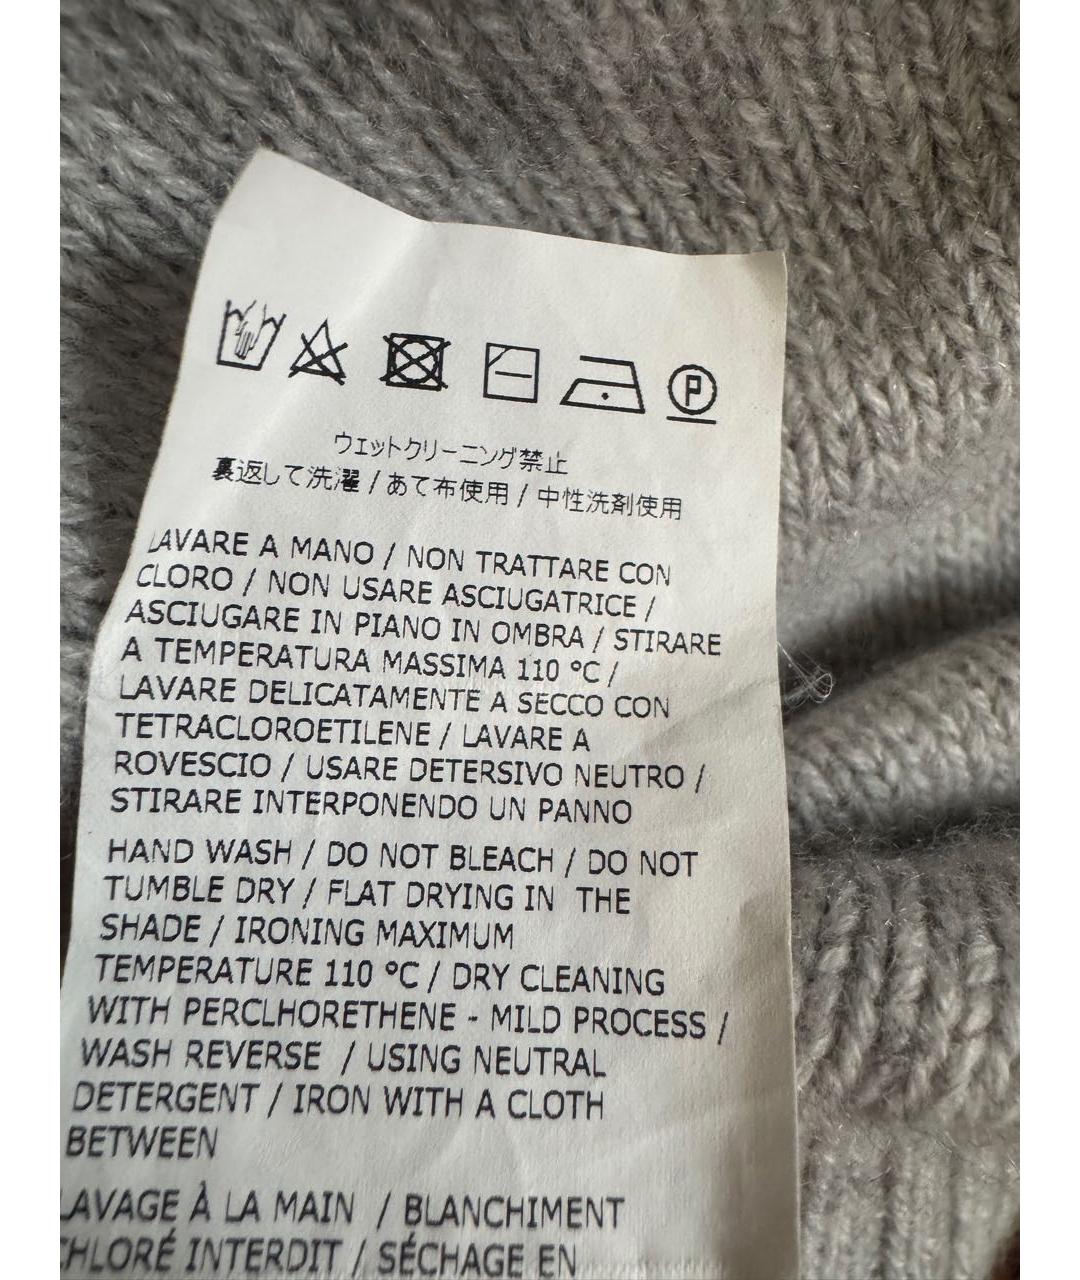 P
ウェットクリーニング禁止
裏返して洗濯 / あて布使用 / 中性洗剤使用
LAVARE A MANO / NON TRATTARE CON
CLORO / NON USARE ASCIUGATRICE /
ASCIUGARE IN PIANO IN OMBRA / STIRARE
A TEMPERATURA MASSIMA 110 °C /
LAVARE DELICATAMENTE A SECCO CON
TETRACLOROETILENE / LAVARE A
ROVESCIO / USARE DETERSIVO NEUTRO /
STIRARE INTERPONENDO UN PANNO
HAND WASH / DO NOT BLEACH / DO NOT
TUMBLE DRY / FLAT DRYING IN THE
SHADE / IRONING MAXIMUM
TEMPERATURE 110 °C / DRY CLEANING
WITH PERCLHORETHENE - MILD PROCESS /
WASH REVERSE / USING NEUTRAL
DETERGENT / IRON WITH A CLOTH
BETWEEN
LAVAGE À LA MAIN / BLANCHIMENT
CHLORÉ INTERDIT / SÉCHAGE EN